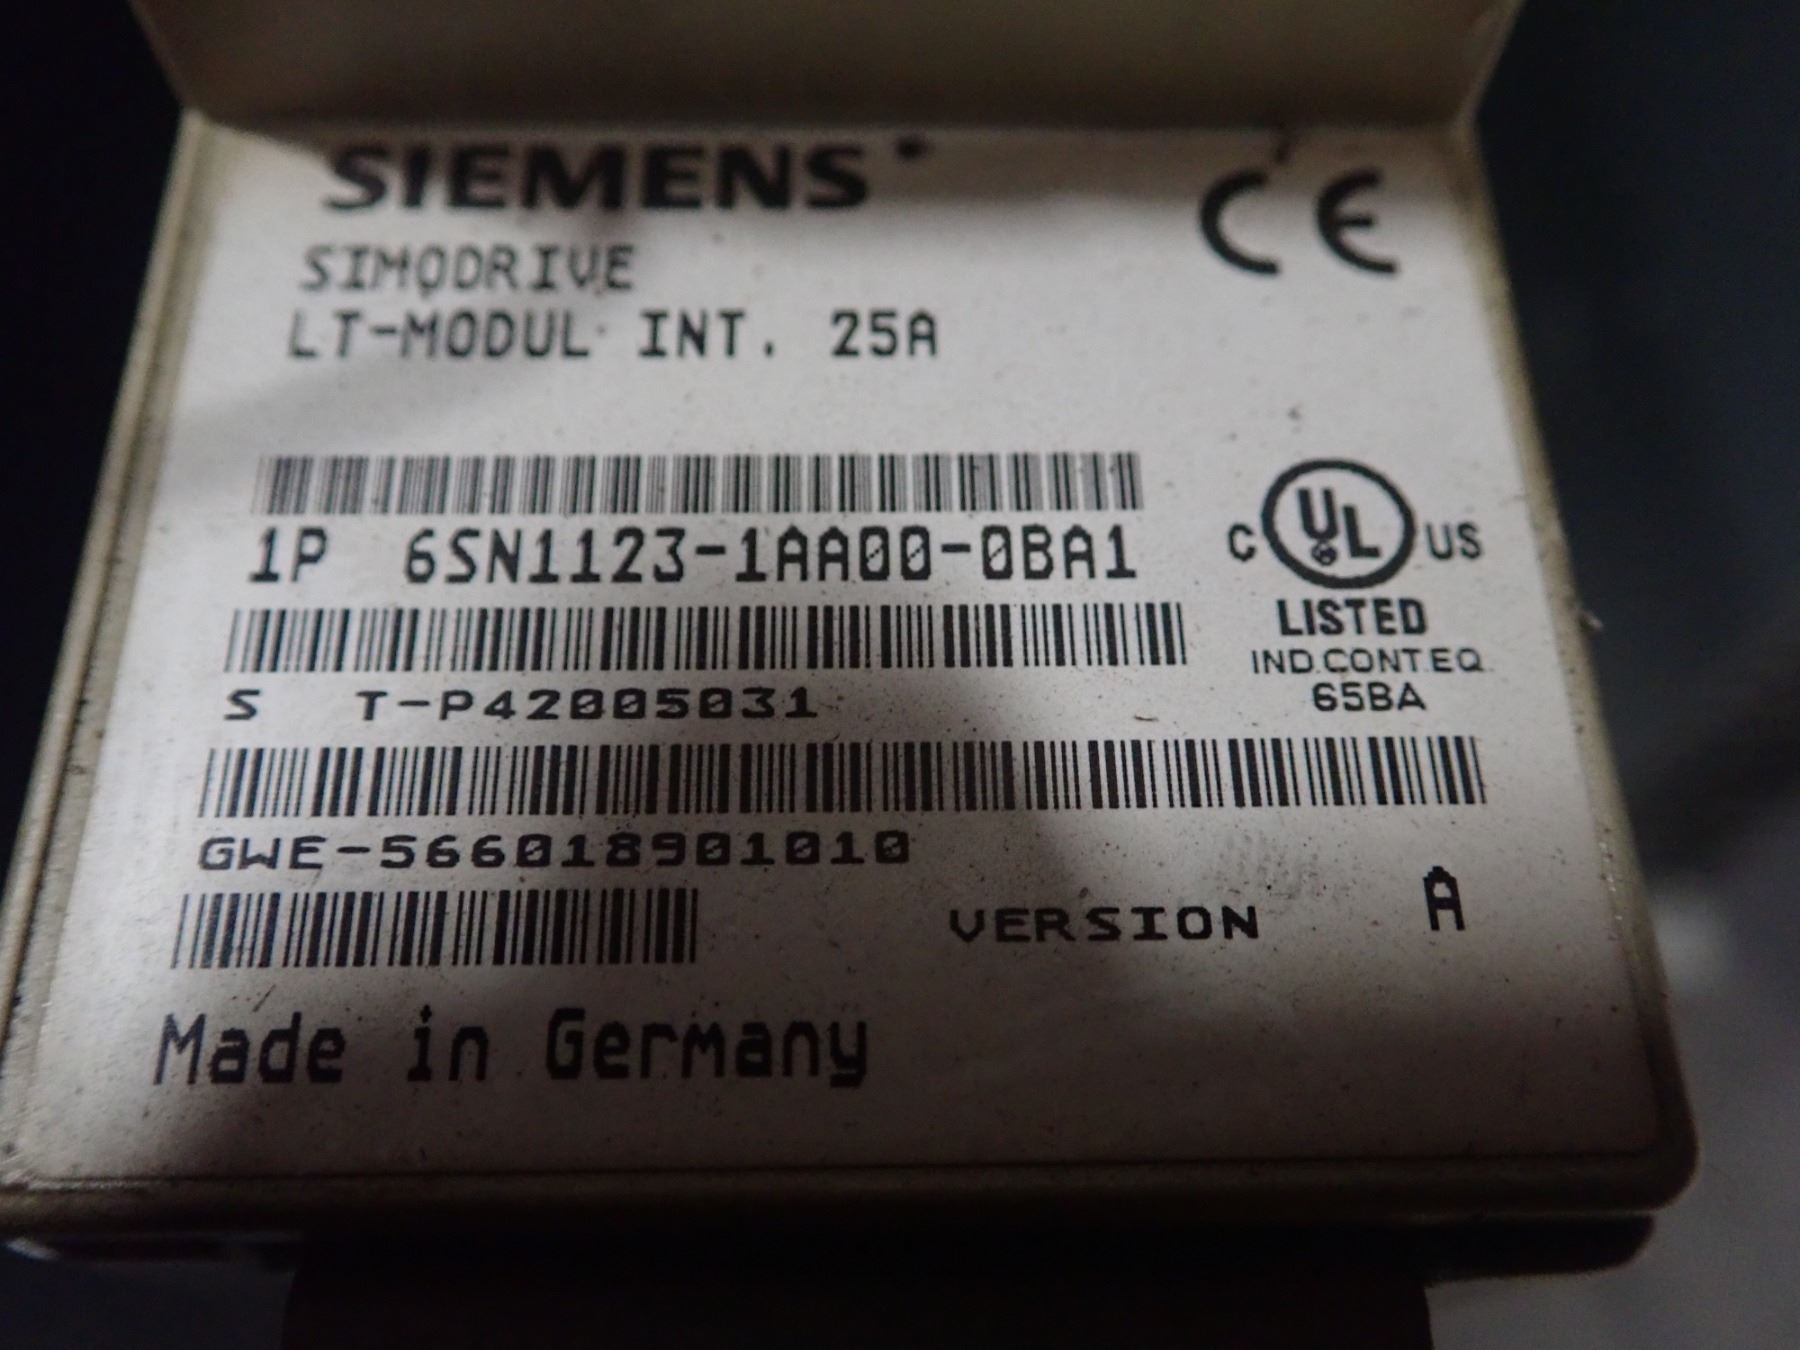 SIEMENS
CE
SIMODRIVE
LT-MODUL INT. 25A
1P 6SN1123-1AA00-0BA1
C UL US
LISTED
IND.CONT.EQ.
65BA
S T-P42005031
GWE-566018901010
VERSION A
Made in Germany